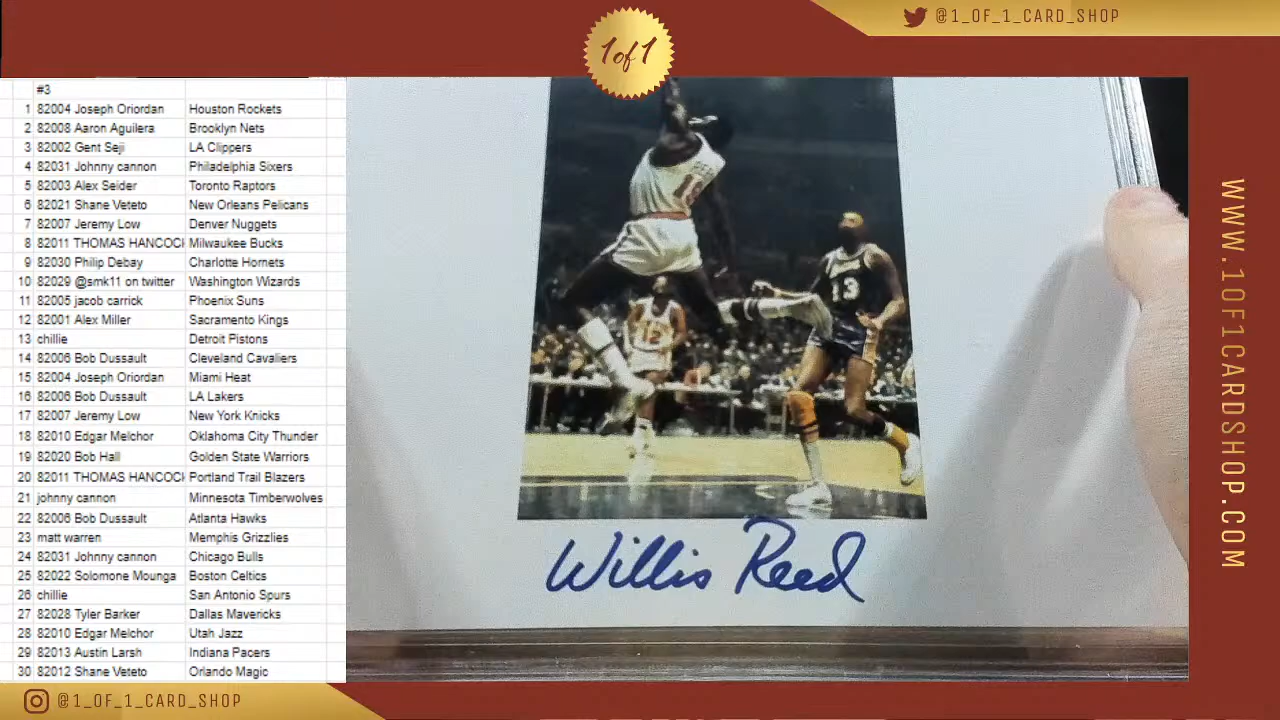 1of1
@1_OF_1_CARD_SHOP
#3
1 82004 Joseph Oriordan Houston Rockets
2 82008 Aaron Aguilera Brooklyn Nets
3 82002 Gent Seji LA Clippers
4 82031 Johnny cannon Philadelphia Sixers
5 82003 Alex Seider Toronto Raptors
6 82021 Shane Veteto New Orleans Pelicans
7 82007 Jeremy Low Denver Nuggets
8 82011 THOMAS HANCOCK Milwaukee Bucks
9 82030 Philip Debay Charlotte Hornets
10 82029 @smk11 on twitter Washington Wizards
11 82005 jacob carrick Phoenix Suns
12 82001 Alex Miller Sacramento Kings
13 chillie Detroit Pistons
14 82006 Bob Dussault Cleveland Cavaliers
15 82004 Joseph Oriordan Miami Heat
16 82006 Bob Dussault LA Lakers
17 82007 Jeremy Low New York Knicks
18 82010 Edgar Melchor Oklahoma City Thunder
19 82020 Bob Hall Golden State Warriors
20 82011 THOMAS HANCOCK Portland Trail Blazers
21 johnny cannon Minnesota Timberwolves
22 82006 Bob Dussault Atlanta Hawks
23 matt warren Memphis Grizzlies
24 82031 Johnny cannon Chicago Bulls
25 82022 Solomone Mounga Boston Celtics
26 chillie San Antonio Spurs
27 82028 Tyler Barker Dallas Mavericks
28 82010 Edgar Melchor Utah Jazz
29 82013 Austin Larsh Indiana Pacers
30 82012 Shane Veteto Orlando Magic
13
12
Willis Reed
WWW.1OF1CARDSHOP.COM
@1_OF_1_CARD_SHOP